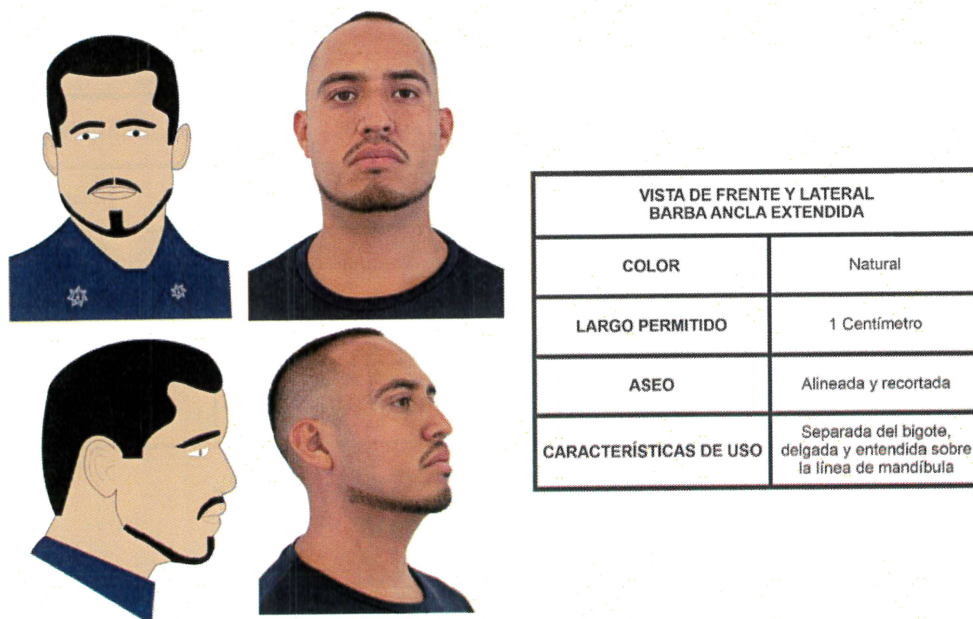 VISTA DE FRENTE Y LATERAL
BARBA ANCLA EXTENDIDA
COLOR
Natural
LARGO PERMITIDO
1 Centímetro
ASEO
Alineada y recortada
CARACTERÍSTICAS DE USO
Separada del bigote,
delgada y entendida sobre
la línea de mandíbula